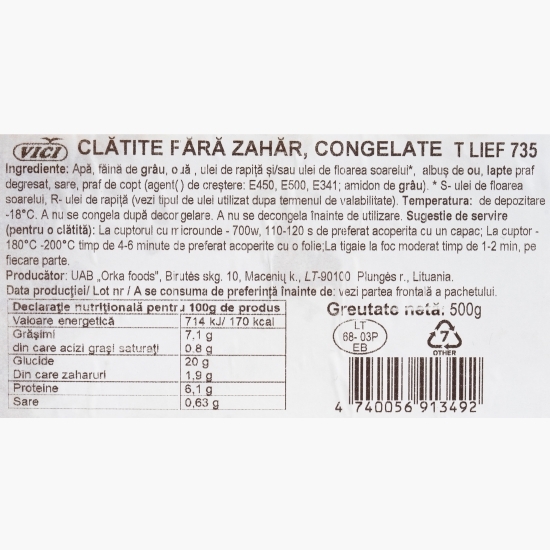 VIČI CLĂTITE FĂRĂ ZAHĂR, CONGELATE T LIEF 735
Ingrediente: Apă, făină de grâu, ouă, ulei de rapiță și/sau ulei de floarea soarelui*, albuș de ou, lapte praf
degresat, sare, praf de copt (agent( ) de creștere: E450, E500, E341; amidon de grâu). * S- ulei de floarea
soarelui, R- ulei de rapiță (vezi tipul de ulei utilizat dupa termenul de valabilitate). Temperatura: de depozitare
-18°C. A nu se congela după decongelare. A nu se decongela înainte de utilizare. Sugestie de servire
(pentru o clătită): La cuptorul cu microunde - 700w, 110-120 s de preferat acoperita cu un capac; La cuptor -
180°C -200°C timp de 4-6 minute de preferat acoperite cu o folie;La tigaie la foc moderat timp de 1-2 min, pe
fiecare parte.
Producător: UAB „Orka foods", Birutės skg. 10, Macenių k., LT-90100 Plungės r., Lituania.
Data producției/ Lot nr / A se consuma de preferință înainte de: vezi partea frontală a pachetului.
Declarație nutrițională pentru 100g de produs
Valoare energetică 714 kJ/ 170 kcal
Grăsimi 7,1 g
din care acizi grași saturați 0,8 g
Glucide 20 g
Din care zaharuri 1,9 g
Proteine 6,1 g
Sare 0,63 g
Greutate netă: 500g
LT
68- 03P
EB
7
OTHER
4 740056 913492